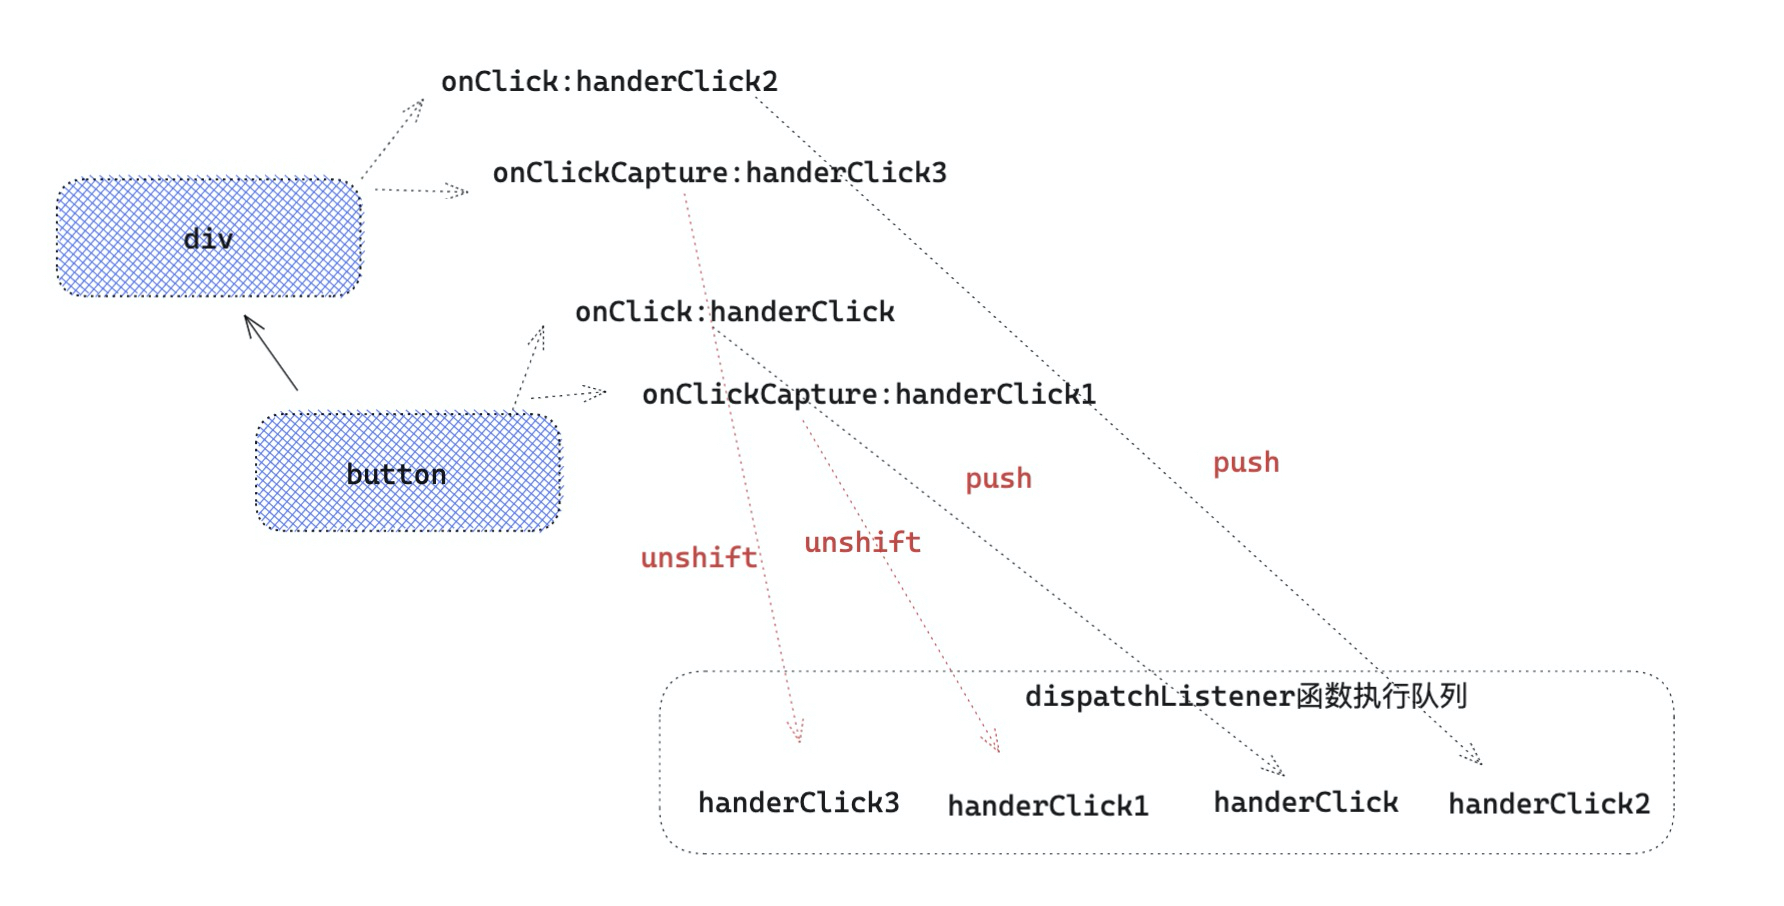 onClick:handerClick2
onClickCapture:handerClick3
div
onClick:handerClick
onClickCapture:handerClick1
button
push
push
unshift
unshift
dispatchListener函数执行队列
handerClick3
handerClick1
handerClick
handerClick2